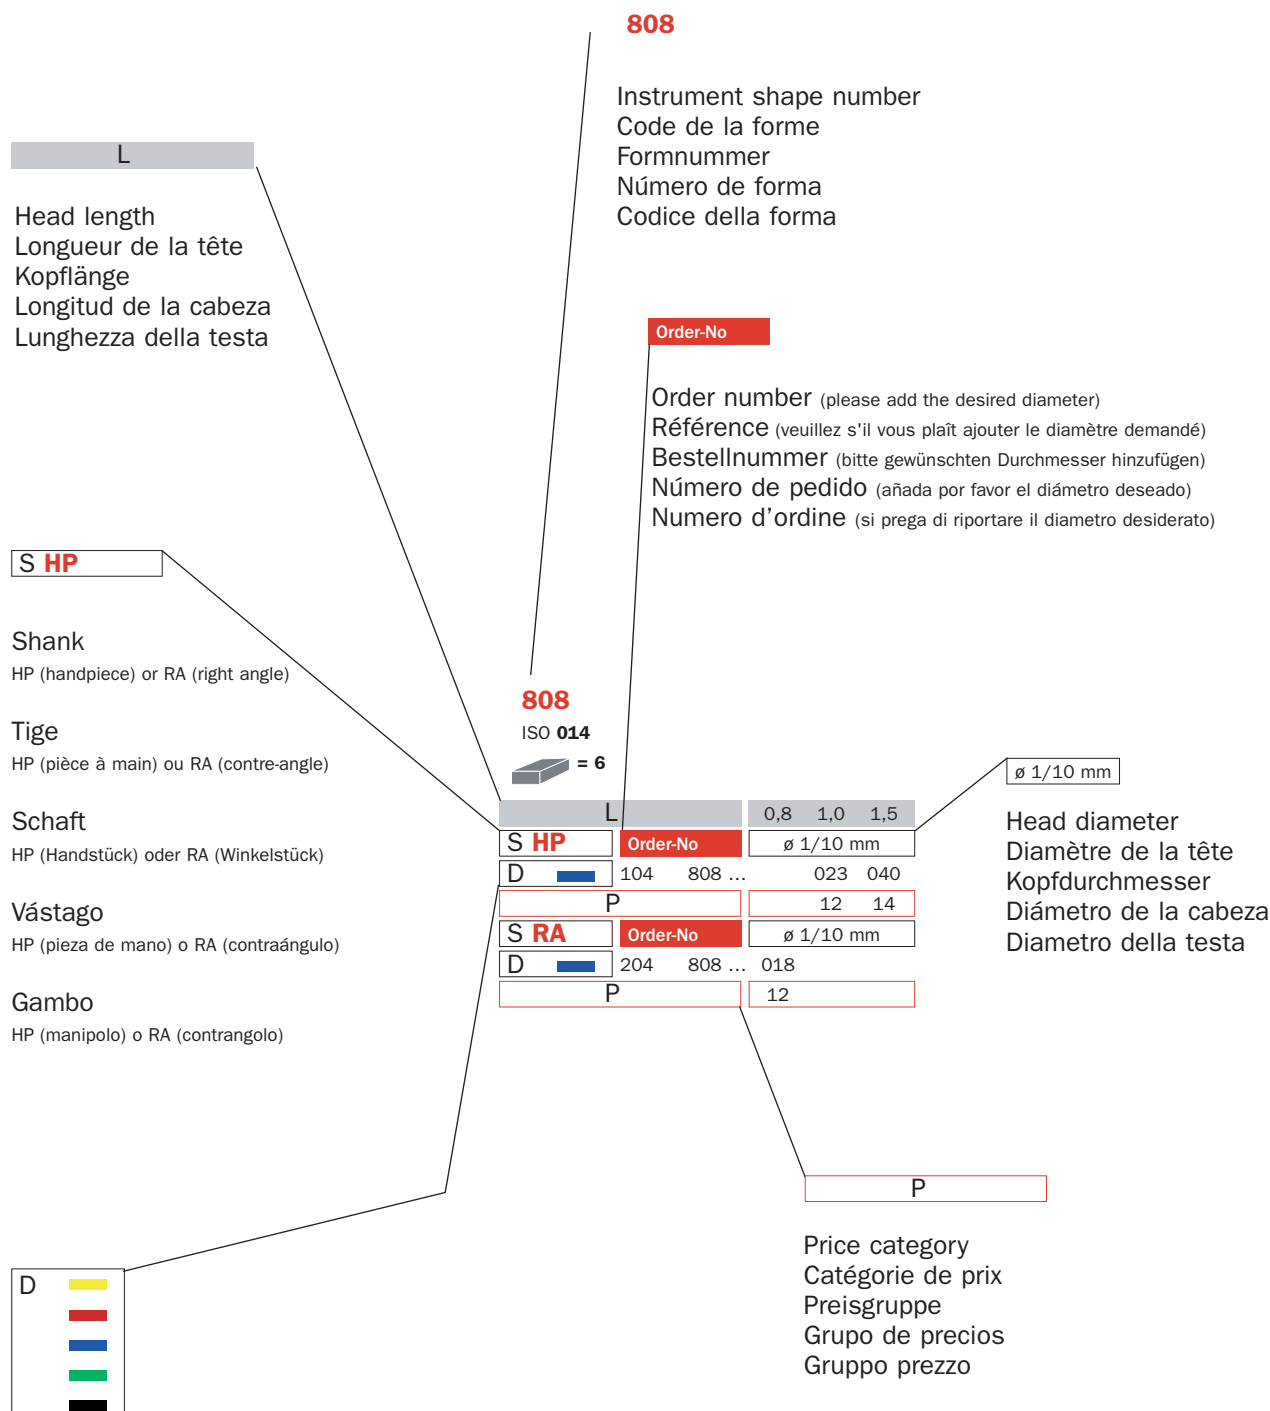 808
Instrument shape number
Code de la forme
Formnummer
Número de forma
Codice della forma
L
Head length
Longueur de la tête
Kopflänge
Longitud de la cabeza
Lunghezza della testa
Order-No
Order number (please add the desired diameter)
Référence (veuillez s'il vous plaît ajouter le diamètre demandé)
Bestellnummer (bitte gewünschten Durchmesser hinzufügen)
Número de pedido (añada por favor el diámetro deseado)
Numero d’ordine (si prega di riportare il diametro desiderato)
S HP
Shank
HP (handpiece) or RA (right angle)
Tige
HP (pièce à main) ou RA (contre-angle)
Schaft
HP (Handstück) oder RA (Winkelstück)
Vástago
HP (pieza de mano) o RA (contraángulo)
Gambo
HP (manipolo) o RA (contrangolo)
808
ISO 014
= 6
L 0,8 1,0 1,5
S HP Order-No ø 1/10 mm
D 104 808 ... 023 040
P 12 14
S RA Order-No ø 1/10 mm
D 204 808 ... 018
P 12
ø 1/10 mm
Head diameter
Diamètre de la tête
Kopfdurchmesser
Diámetro de la cabeza
Diametro della testa
P
Price category
Catégorie de prix
Preisgruppe
Grupo de precios
Gruppo prezzo
D